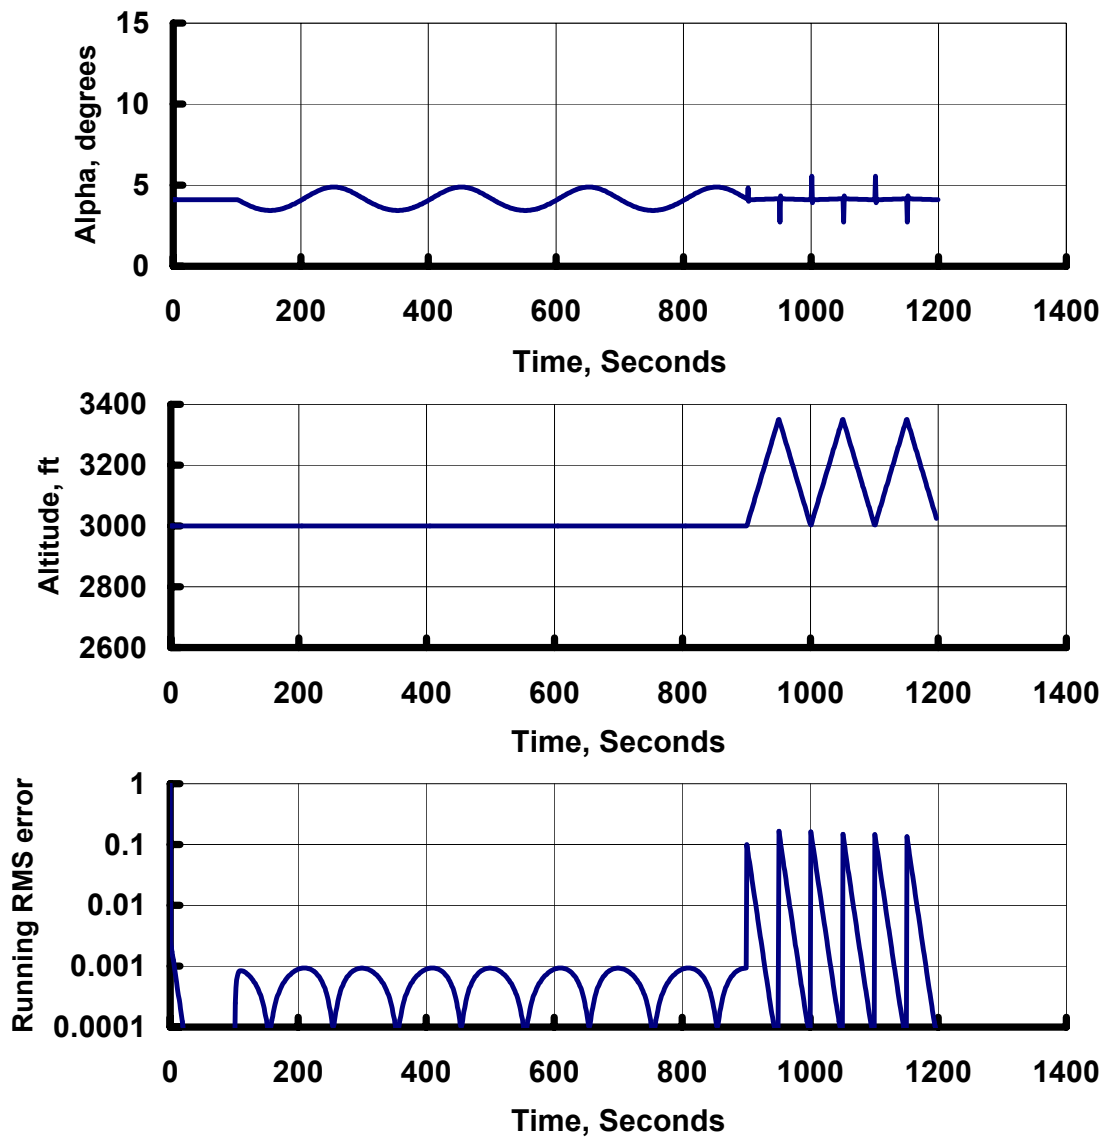 15
10
5
0
Alpha, degrees
0 200 400 600 800 1000 1200 1400
Time, Seconds
3400
3200
3000
2800
2600
Altitude, ft
0 200 400 600 800 1000 1200 1400
Time, Seconds
1
0.1
0.01
0.001
0.0001
Running RMS error
0 200 400 600 800 1000 1200 1400
Time, Seconds